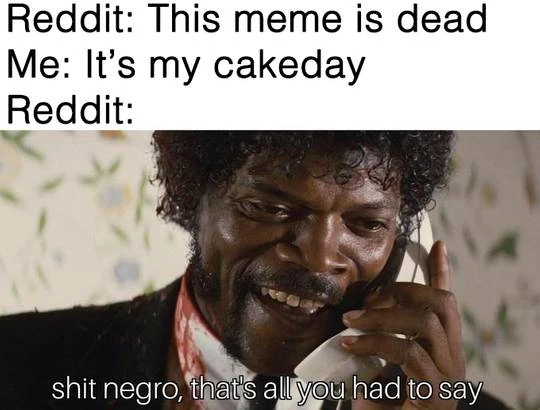 Reddit: This meme is dead
Me: It’s my cakeday
Reddit:
shit negro, that's all you had to say